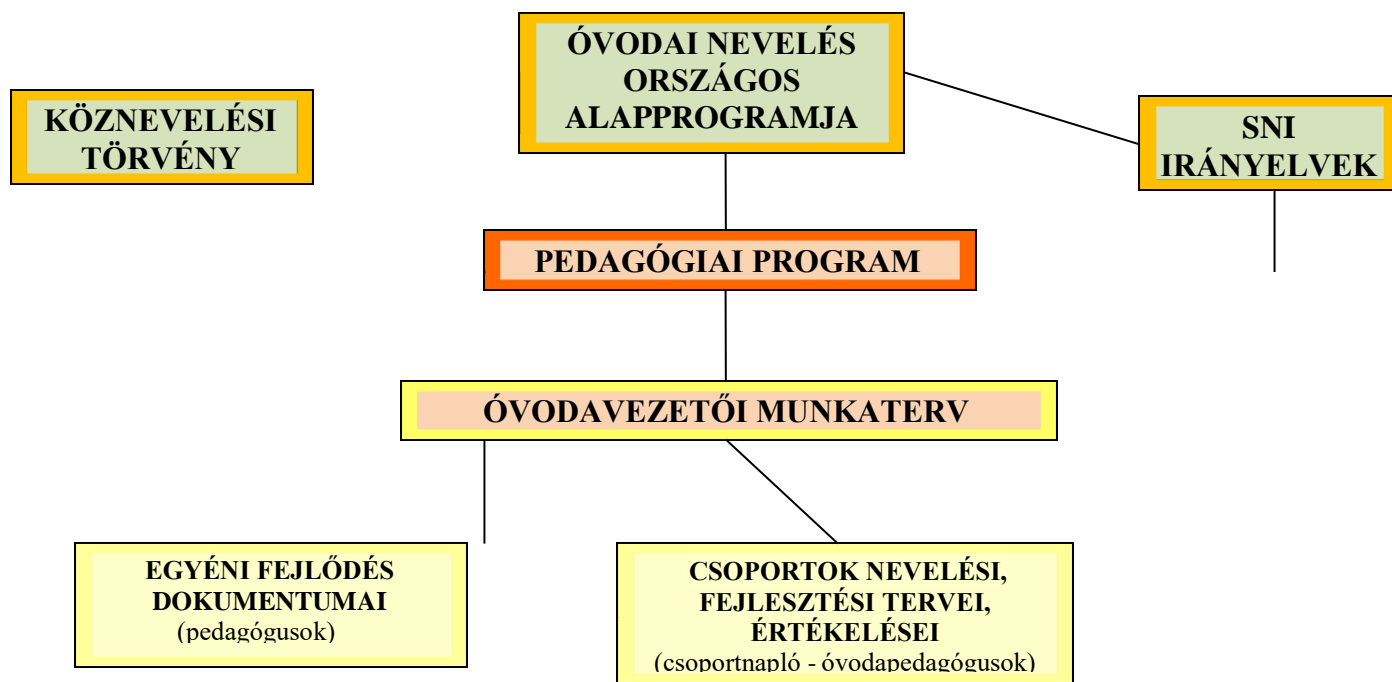 ÓVODAI NEVELÉS
ORSZÁGOS
ALAPPROGRAMJA
KÖZNEVELÉSI
TÖRVÉNY
SNI
IRÁNYELVEK
PEDAGÓGIAI PROGRAM
ÓVODAVEZETŐI MUNKATERV
EGYÉNI FEJLŐDÉS
DOKUMENTUMAI
(pedagógusok)
CSOPORTOK NEVELÉSI,
FEJLESZTÉSI TERVEI,
ÉRTÉKELÉSEI
(csoportnapló - óvodapedagógusok)